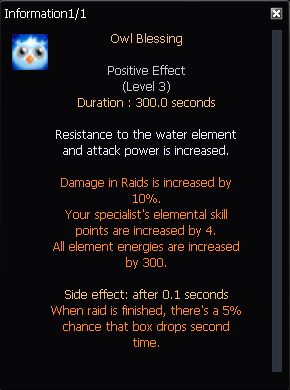 Information1/1
Owl Blessing
Positive Effect
(Level 3)
Duration : 300.0 seconds
Resistance to the water element
and attack power is increased.
Damage in Raids is increased by
10%.
Your specialist's elemental skill
points are increased by 4.
All element energies are increased
by 300.
Side effect: after 0.1 seconds
When raid is finished, there's a 5%
chance that box drops second
time.